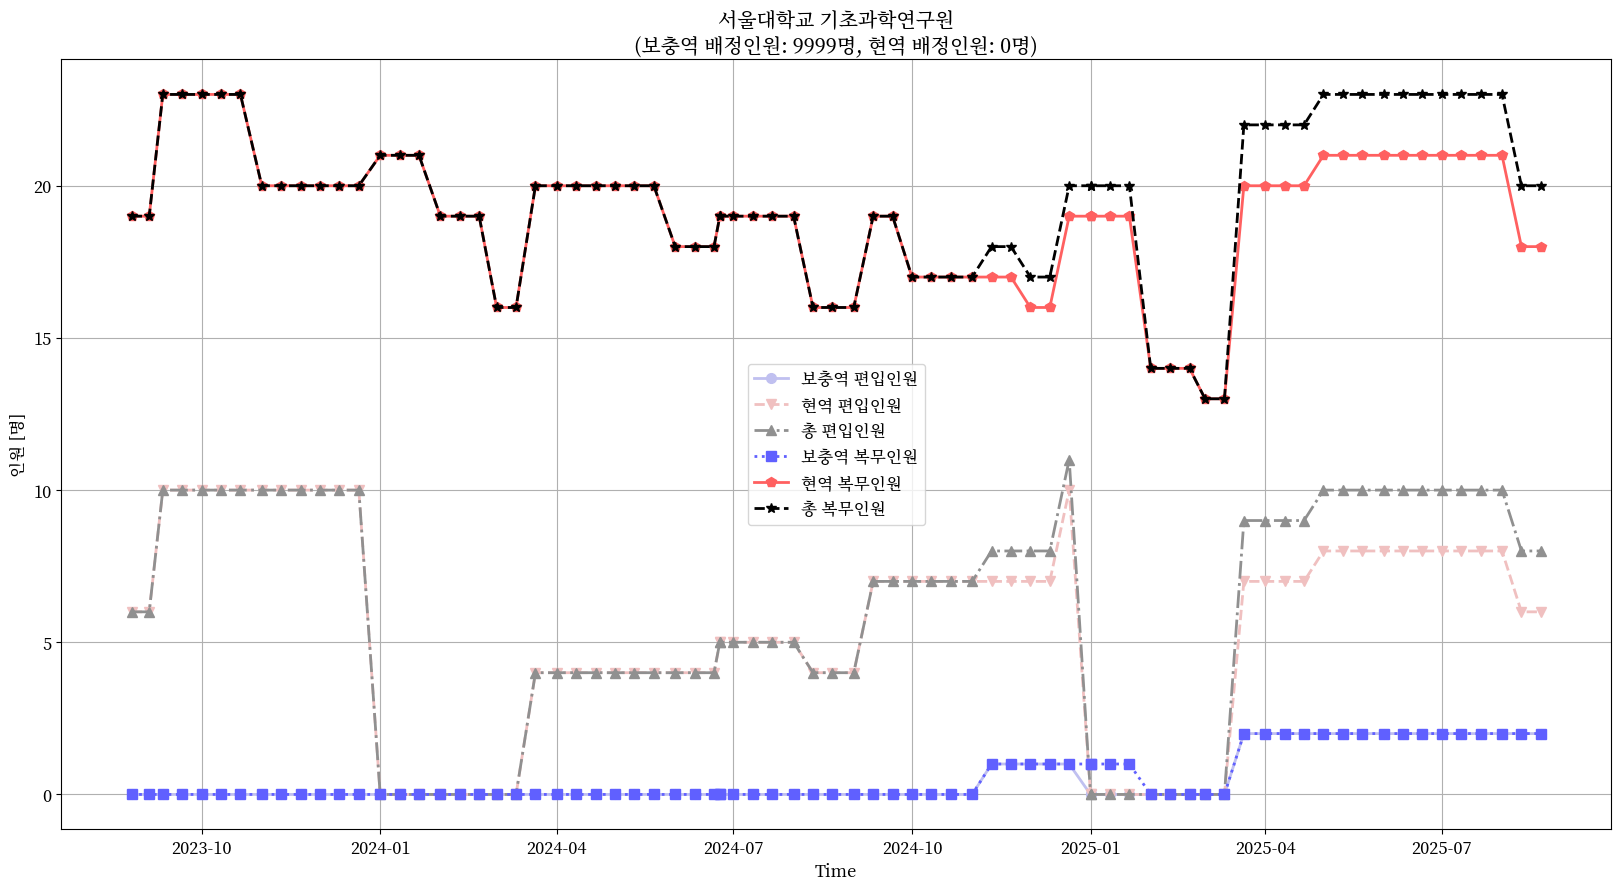 서울대학교 기초과학연구원
(보충역 배정인원: 9999명, 현역 배정인원: 0명)
인원 [명]
20
15
10
5
0
보충역 편입인원
현역 편입인원
총 편입인원
보충역 복무인원
현역 복무인원
총 복무인원
2023-10
2024-01
2024-04
2024-07
2024-10
2025-01
2025-04
2025-07
Time